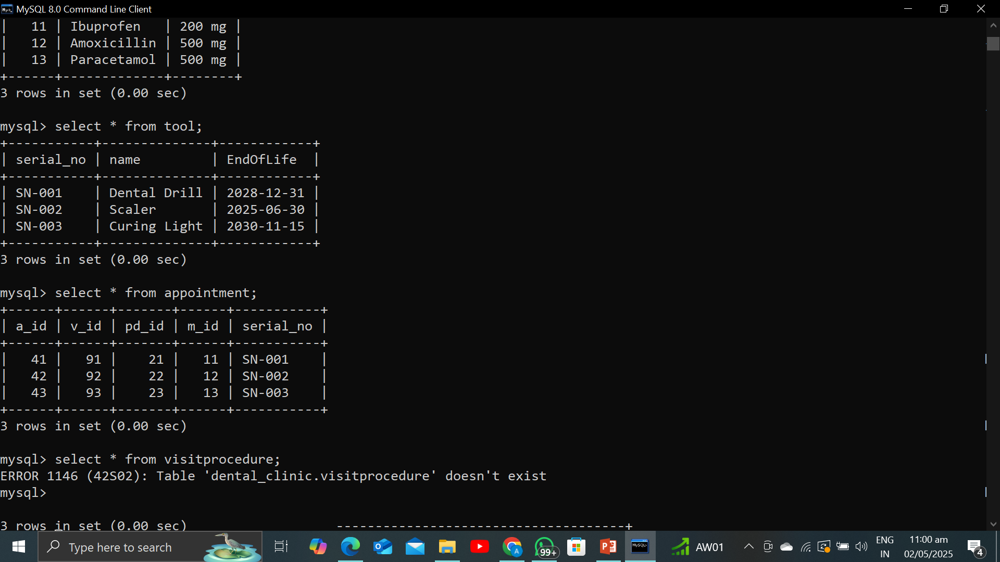 MySQL 8.0 Command Line Client
|   11 | Ibuprofen   | 200 mg |
|   12 | Amoxicillin | 500 mg |
|   13 | Paracetamol | 500 mg |
+------+-------------+--------+
3 rows in set (0.00 sec)
mysql> select * from tool;
+-----------+--------------+------------+
| serial_no | name         | EndOfLife  |
+-----------+--------------+------------+
| SN-001    | Dental Drill | 2028-12-31 |
| SN-002    | Scaler       | 2025-06-30 |
| SN-003    | Curing Light | 2030-11-15 |
+-----------+--------------+------------+
3 rows in set (0.00 sec)
mysql> select * from appointment;
+------+------+-------+------+-----------+
| a_id | v_id | pd_id | m_id | serial_no |
+------+------+-------+------+-----------+
|   41 |   91 |    21 |   11 | SN-001    |
|   42 |   92 |    22 |   12 | SN-002    |
|   43 |   93 |    23 |   13 | SN-003    |
+------+------+-------+------+-----------+
3 rows in set (0.00 sec)
mysql> select * from visitprocedure;
ERROR 1146 (42S02): Table 'dental_clinic.visitprocedure' doesn't exist
mysql>
3 rows in set (0.00 sec)                   -------------------------------------+
Type here to search
99+
MySQL
AW01
ENG
IN
11:00 am
02/05/2025
4